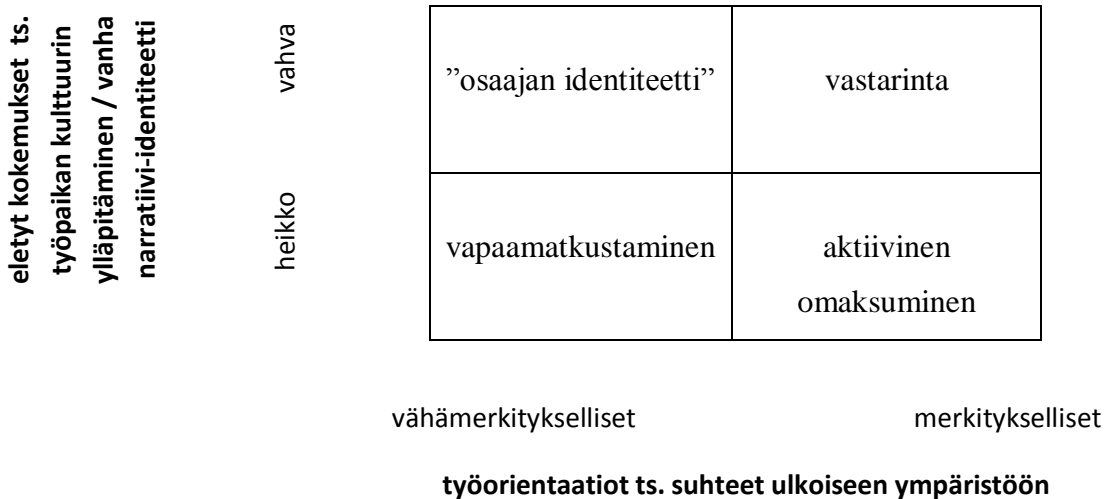 eletyt kokemukset ts.
työpaikan kulttuurin
ylläpitäminen / vanha
narratiivi-identiteetti
vahva
heikko
”osaajan identiteetti”
vastarinta
vapaamatkustaminen
aktiivinen
omaksuminen
vähämerkitykselliset
merkitykselliset
työorientaatiot ts. suhteet ulkoiseen ympäristöön